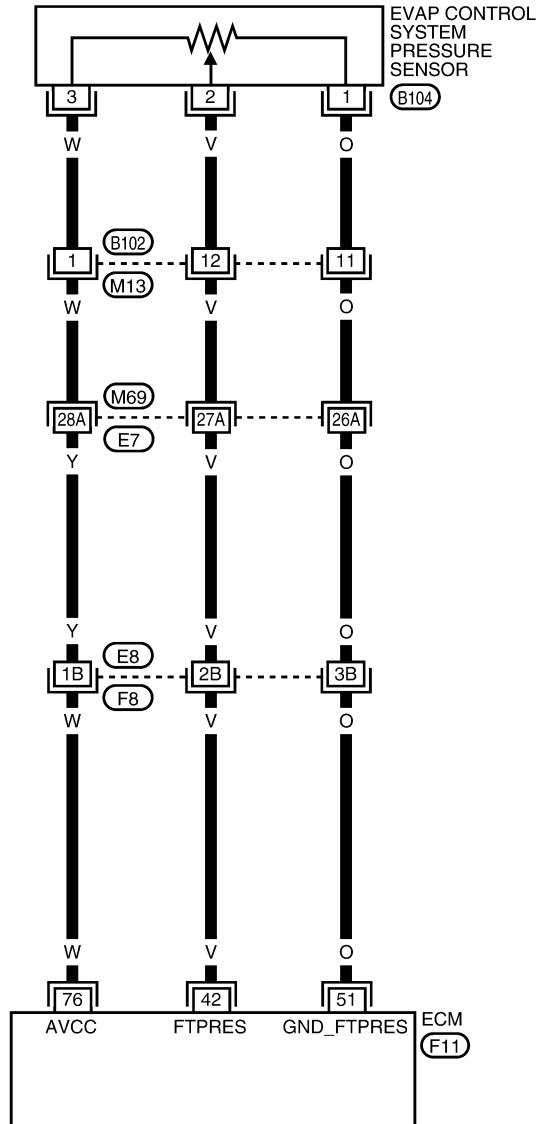 EVAP CONTROL
SYSTEM
PRESSURE
SENSOR
3 2 1
B104
W V O
B102
1 12 11
M13
W V O
M69
28A 27A 26A
E7
Y V O
Y V O
E8
1B 2B 3B
F8
W V O
W V O
76 42 51
AVCC FTPRES GND_FTPRES
ECM
F11